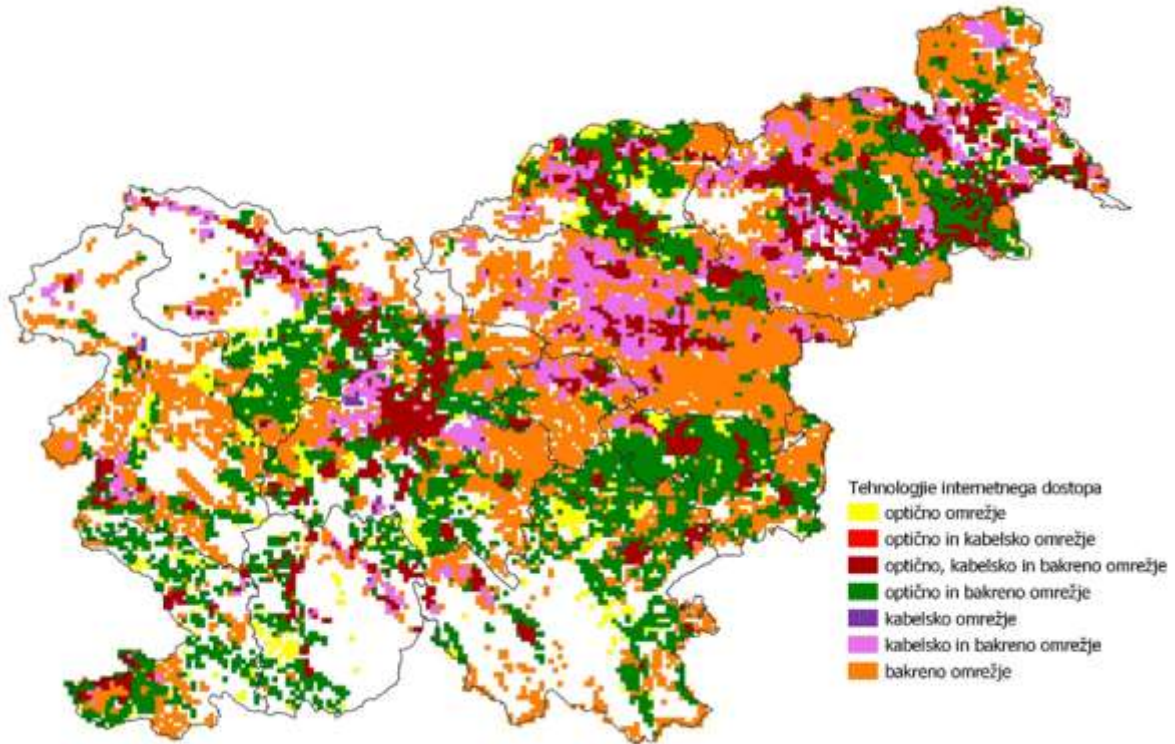 Tehnologije internetnega dostopa
optično omrežje
optično in kabelsko omrežje
optično, kabelsko in bakreno omrežje
optično in bakreno omrežje
kabelsko omrežje
kabelsko in bakreno omrežje
bakreno omrežje